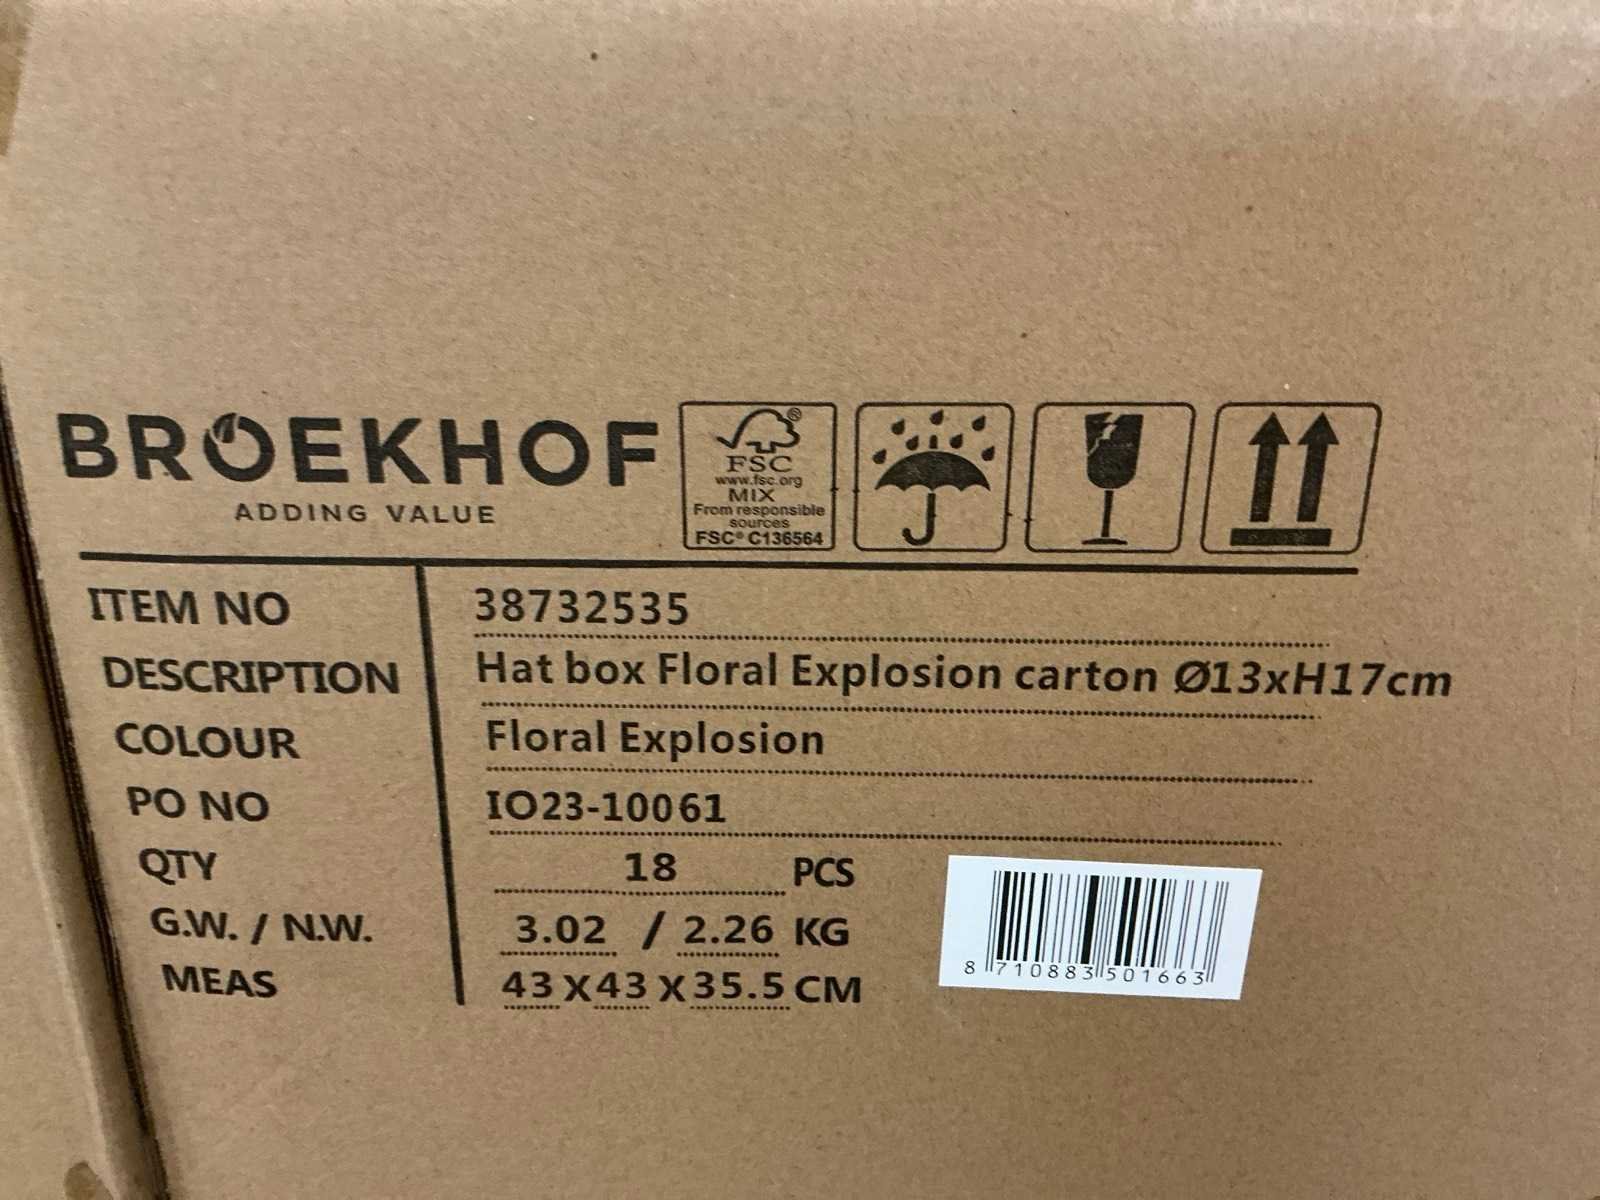 BROEKHOF
ADDING VALUE
®
FSC
www.fsc.org
MIX
From responsible
sources
FSC® C136564
ITEM NO 38732535
DESCRIPTION Hat box Floral Explosion carton Ø13xH17cm
COLOUR Floral Explosion
PO NO IO23-10061
QTY 18 PCS
G.W. / N.W. 3.02 / 2.26 KG
MEAS 43 X 43 X 35.5 CM
8 710883 501663